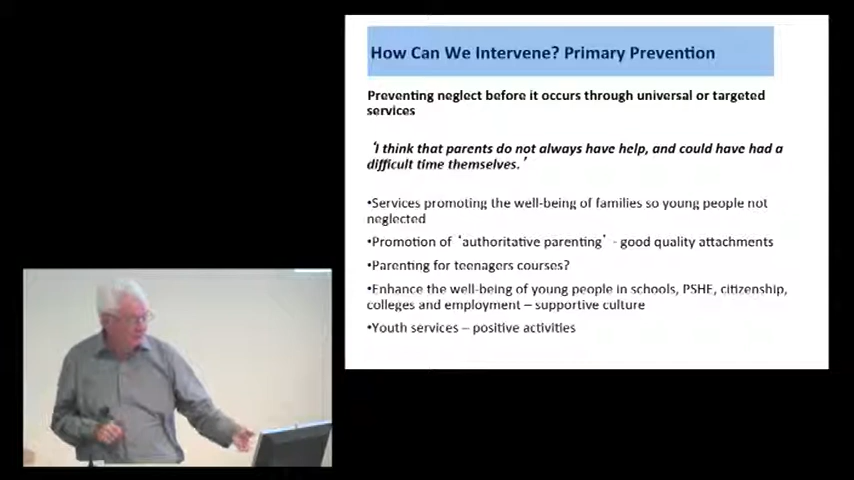 How Can We Intervene? Primary Prevention
Preventing neglect before it occurs through universal or targeted
services
‘I think that parents do not always have help, and could have had a
difficult time themselves.’
•Services promoting the well-being of families so young people not
neglected
•Promotion of ‘authoritative parenting’ - good quality attachments
•Parenting for teenagers courses?
•Enhance the well-being of young people in schools, PSHE, citizenship,
colleges and employment – supportive culture
•Youth services – positive activities